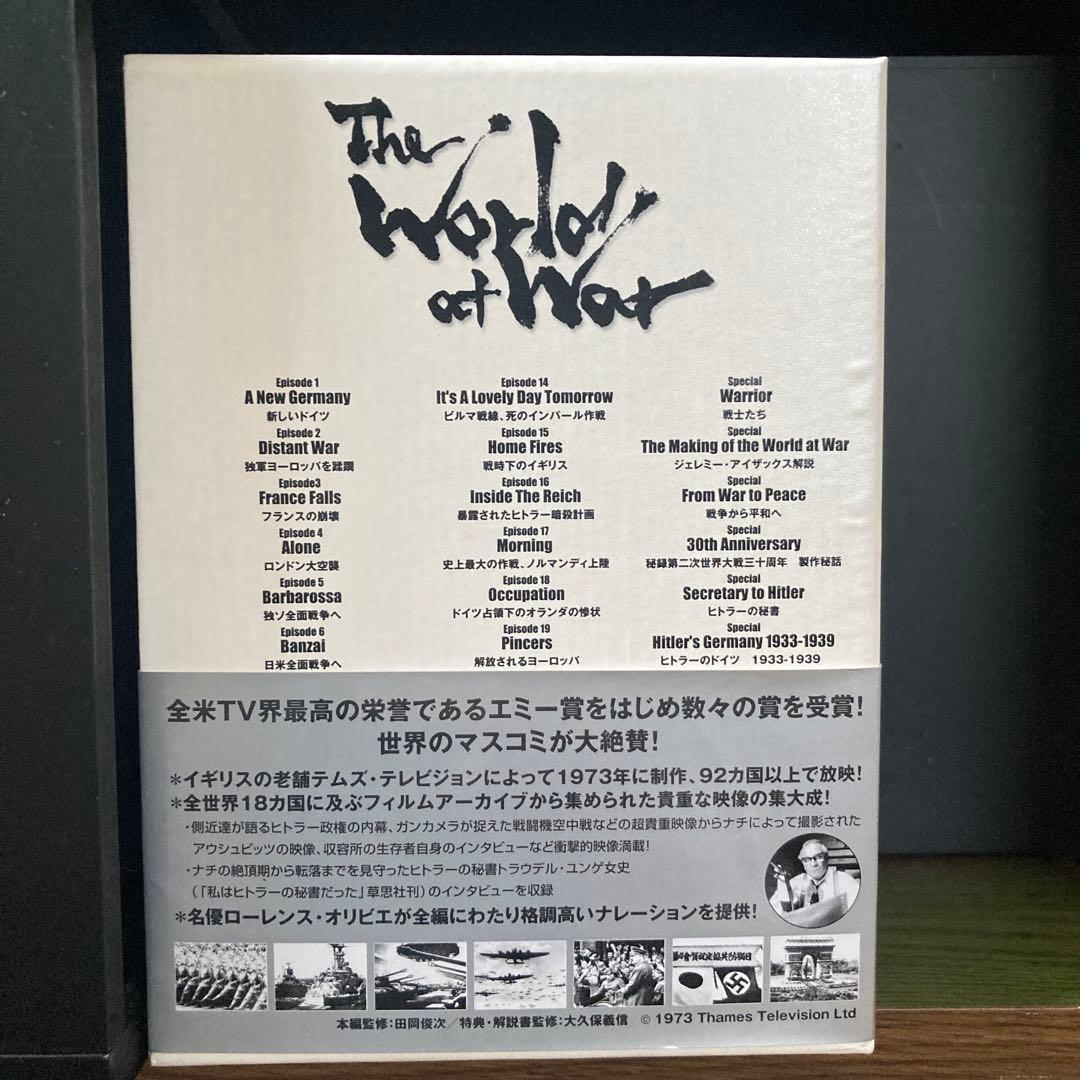 The
World
at War
Episode 1
A New Germany
新しいドイツ
Episode 2
Distant War
独軍ヨーロッパを蹂躙
Episode3
France Falls
フランスの崩壊
Episode 4
Alone
ロンドン大空襲
Episode 5
Barbarossa
独ソ全面戦争へ
Episode 6
Banzai
日米全面戦争へ
Episode 14
It's A Lovely Day Tomorrow
ビルマ戦線、死のインパール作戦
Episode 15
Home Fires
戦時下のイギリス
Episode 16
Inside The Reich
暴露されたヒトラー暗殺計画
Episode 17
Morning
史上最大の作戦、ノルマンディ上陸
Episode 18
Occupation
ドイツ占領下のオランダの惨状
Episode 19
Pincers
解放されるヨーロッパ
Special
Warrior
戦士たち
Special
The Making of the World at War
ジェレミー・アイザックス解説
Special
From War to Peace
戦争から平和へ
Special
30th Anniversary
秘録第二次世界大戦三十周年 製作秘話
Special
Secretary to Hitler
ヒトラーの秘書
Special
Hitler's Germany 1933-1939
ヒトラーのドイツ 1933-1939
全米TV界最高の栄誉であるエミー賞をはじめ数々の賞を受賞!
世界のマスコミが大絶賛!
*イギリスの老舗テムズ・テレビジョンによって1973年に制作、92カ国以上で放映!
*全世界18カ国に及ぶフィルムアーカイブから集められた貴重な映像の集大成!
・側近達が語るヒトラー政権の内幕、ガンカメラが捉えた戦闘機空中戦などの超貴重映像からナチによって撮影された
アウシュビッツの映像、収容所の生存者自身のインタビューなど衝撃的映像満載!
・ナチの絶頂期から転落までを見守ったヒトラーの秘書トラウデル・ユンゲ女史
(「私はヒトラーの秘書だった」草思社刊)のインタビューを収録
*名優ローレンス・オリビエが全編にわたり格調高いナレーションを提供!
本編監修:田岡俊次/特典・解説書監修:大久保義信 © 1973 Thames Television Ltd